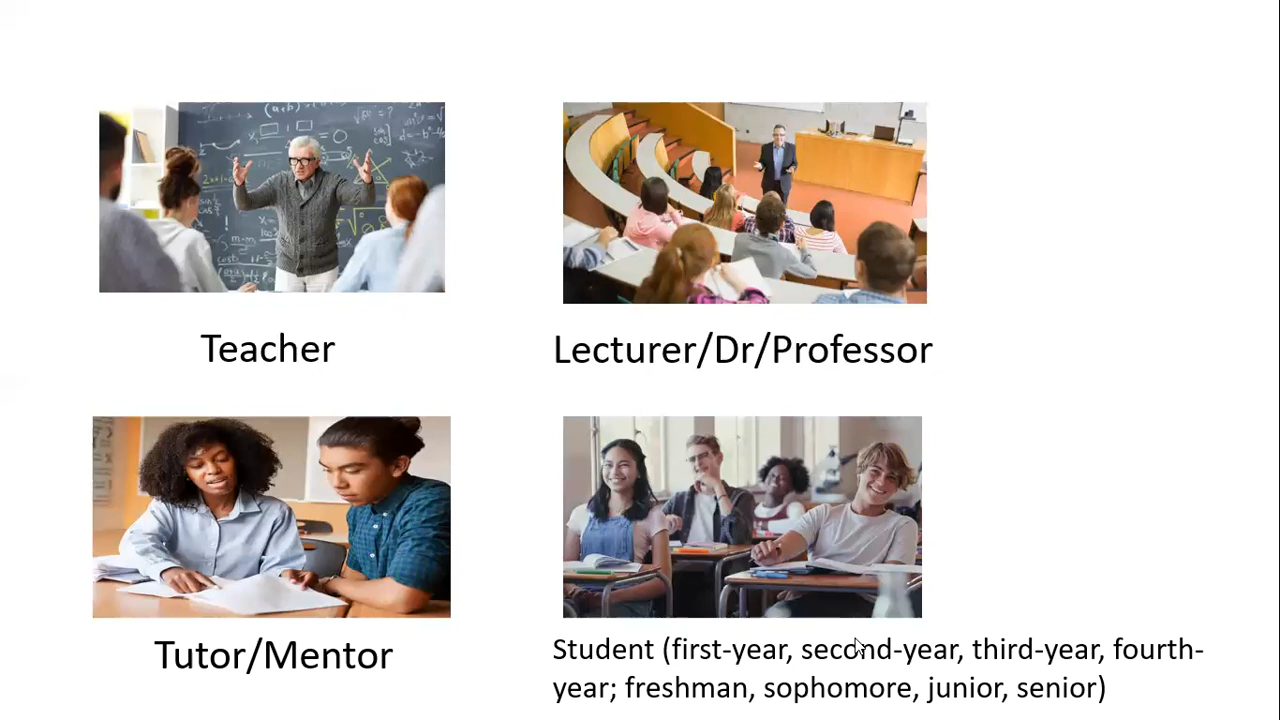 Teacher
Lecturer/Dr/Professor
Tutor/Mentor
Student (first-year, second-year, third-year, fourth-
year; freshman, sophomore, junior, senior)